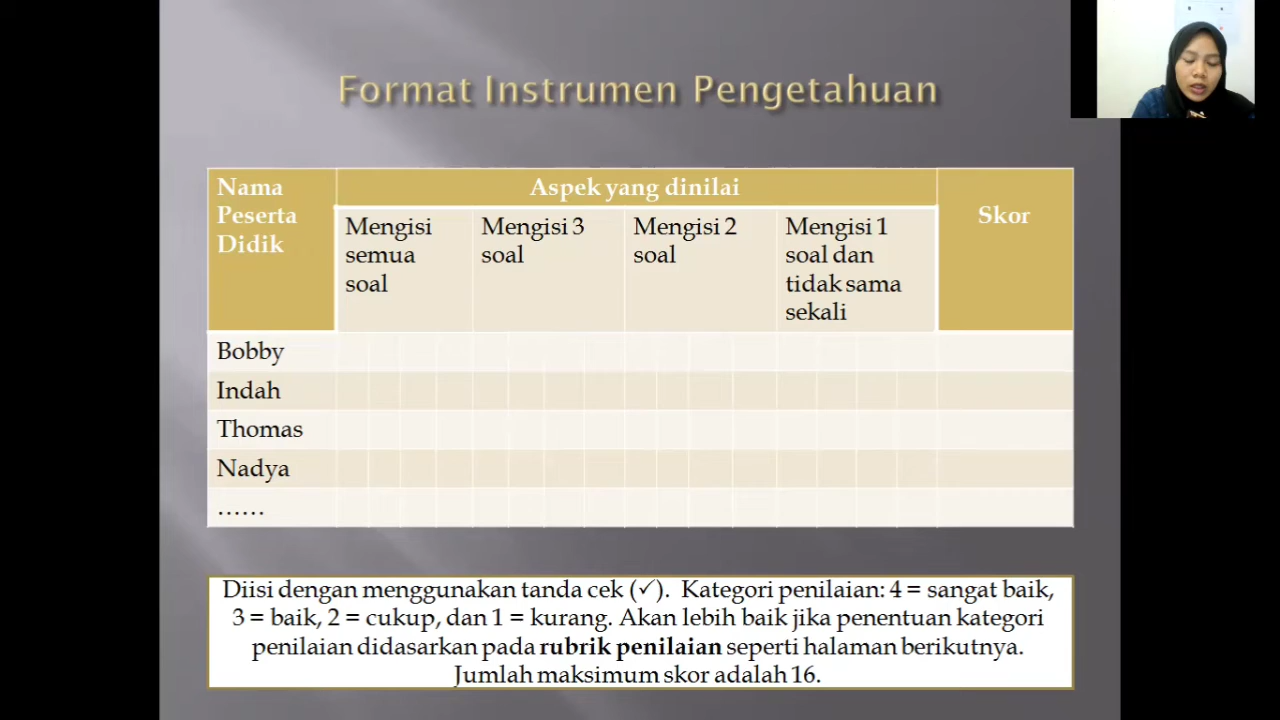 Format Instrumen Pengetahuan
Nama
Peserta
Didik
Aspek yang dinilai
Skor
Mengisi
semua
soal
Mengisi 3
soal
Mengisi 2
soal
Mengisi 1
soal dan
tidak sama
sekali
Bobby
Indah
Thomas
Nadya
……
Diisi dengan menggunakan tanda cek (✓). Kategori penilaian: 4 = sangat baik,
3 = baik, 2 = cukup, dan 1 = kurang. Akan lebih baik jika penentuan kategori
penilaian didasarkan pada rubrik penilaian seperti halaman berikutnya.
Jumlah maksimum skor adalah 16.